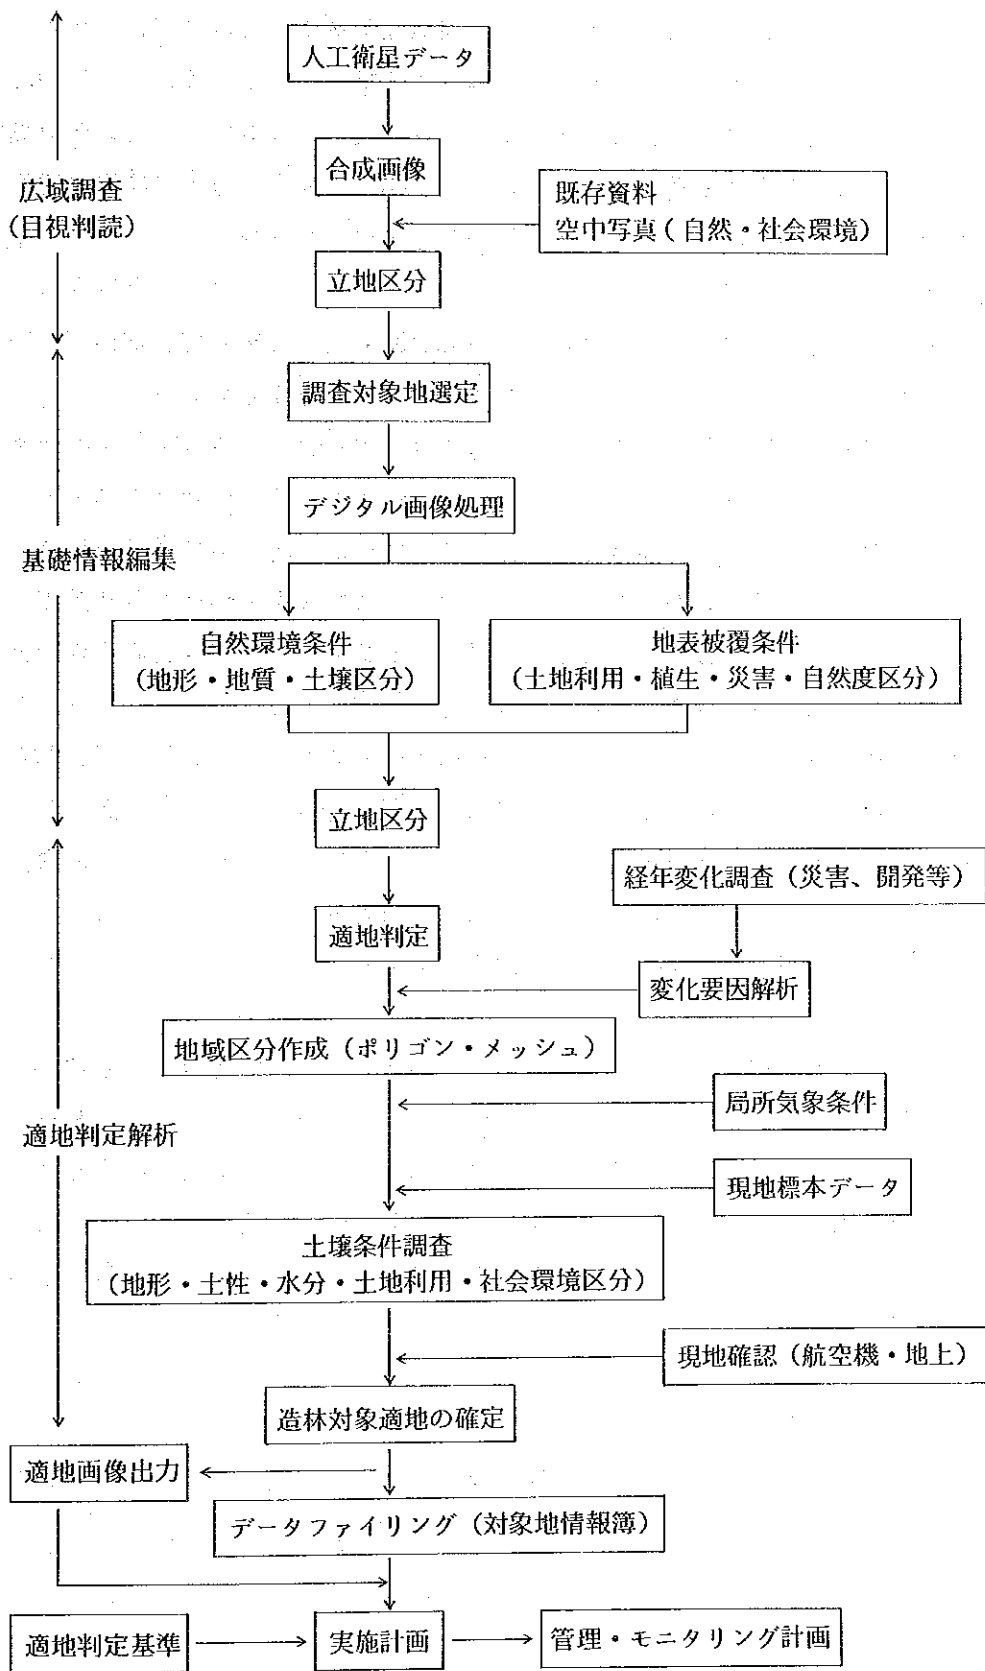 人工衛星データ
合成画像
広域調査
(目視判読)
既存資料
空中写真(自然・社会環境)
立地区分
調査対象地選定
デジタル画像処理
基礎情報編集
自然環境条件
(地形・地質・土壌区分)
地表被覆条件
(土地利用・植生・災害・自然度区分)
立地区分
経年変化調査(災害、開発等)
適地判定
変化要因解析
地域区分作成(ポリゴン・メッシュ)
局所気象条件
適地判定解析
現地標本データ
土壌条件調査
(地形・土性・水分・土地利用・社会環境区分)
現地確認(航空機・地上)
造林対象適地の確定
適地画像出力
データファイリング(対象地情報簿)
適地判定基準
実施計画
管理・モニタリング計画